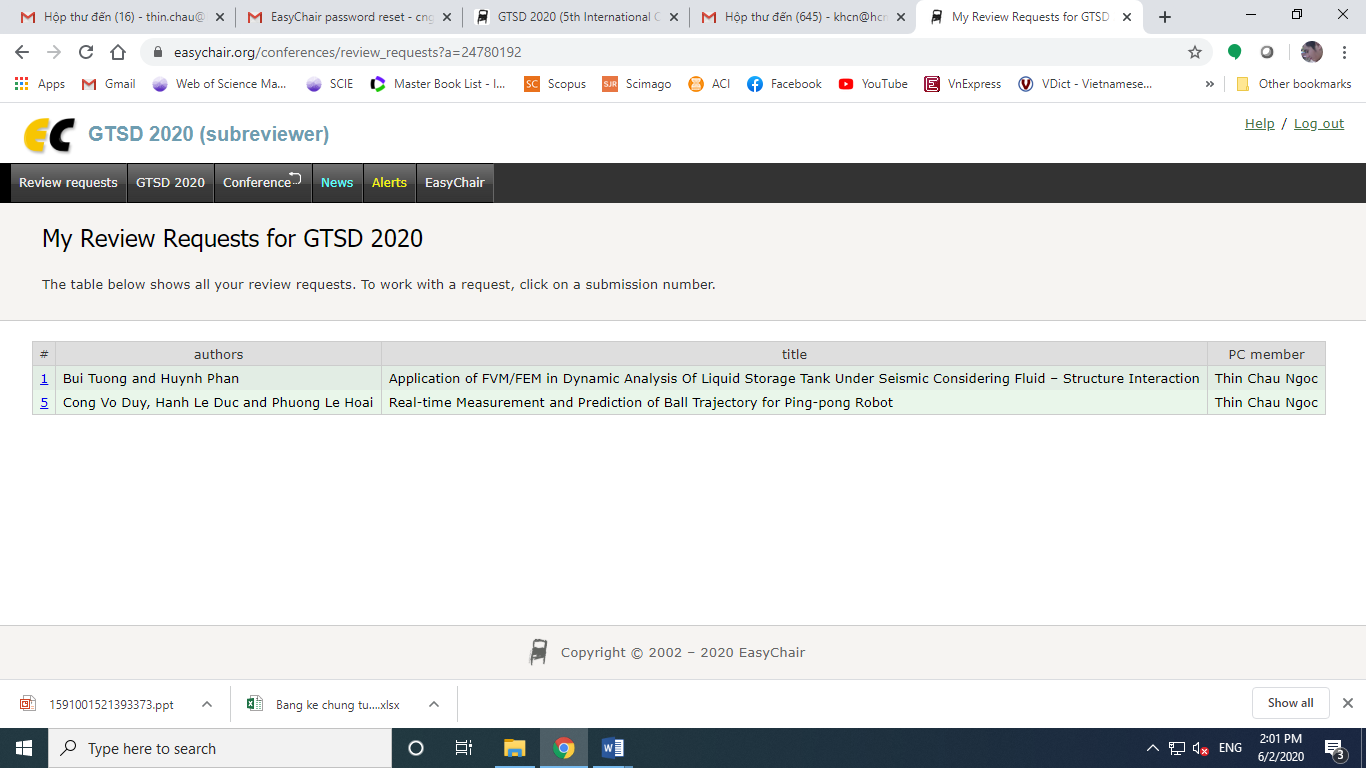 Hộp thư đến (16) - thin.chau@
EasyChair password reset - cng
GTSD 2020 (5th International C
Hộp thư đến (645) - khcn@hcm
My Review Requests for GTSD
easychair.org/conferences/review_requests?a=24780192
Apps
Gmail
Web of Science Ma...
SCIE
Master Book List - I...
SC Scopus
SJR Scimago
ACI
Facebook
YouTube
VnExpress
VDict - Vietnamese...
»
Other bookmarks
EC GTSD 2020 (subreviewer)
Help / Log out
Review requests
GTSD 2020
Conference
News
Alerts
EasyChair
My Review Requests for GTSD 2020
The table below shows all your review requests. To work with a request, click on a submission number.
# authors title PC member
1 Bui Tuong and Huynh Phan Application of FVM/FEM in Dynamic Analysis Of Liquid Storage Tank Under Seismic Considering Fluid – Structure Interaction Thin Chau Ngoc
5 Cong Vo Duy, Hanh Le Duc and Phuong Le Hoai Real-time Measurement and Prediction of Ball Trajectory for Ping-pong Robot Thin Chau Ngoc
Copyright © 2002 – 2020 EasyChair
1591001521393373.ppt
Bang ke chung tu....xlsx
Show all
Type here to search
ENG
2:01 PM
6/2/2020
3